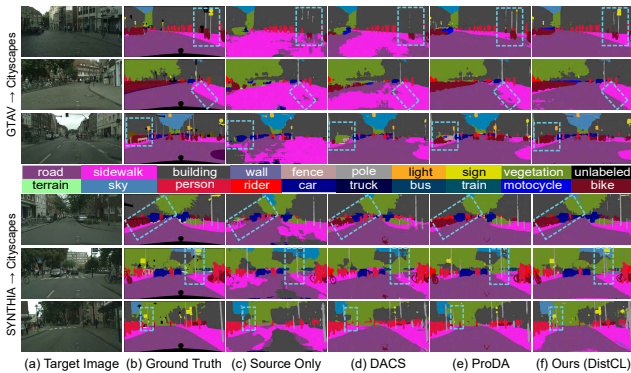 GTAV → Cityscapes
road sidewalk building wall fence pole light sign vegetation unlabeled
terrain sky person rider car truck bus train motocycle bike
SYNTHIA → Cityscapes
(a) Target Image (b) Ground Truth (c) Source Only (d) DACS (e) ProDA (f) Ours (DistCL)